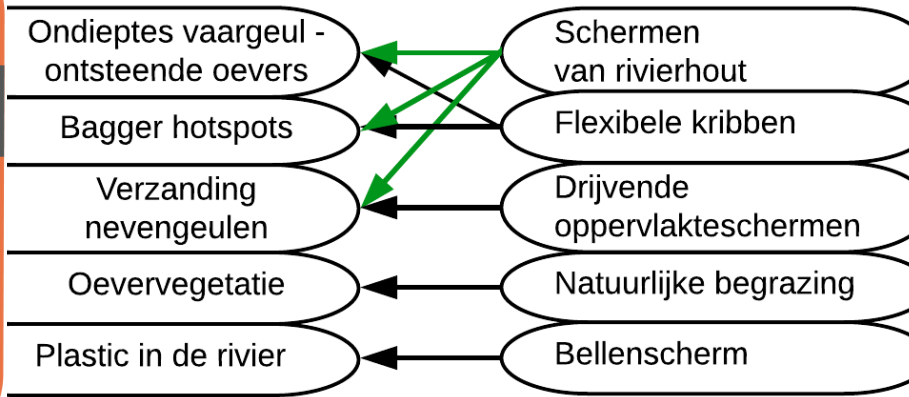 Ondieptes vaargeul -
ontsteende oevers
Bagger hotspots
Verzanding
nevengeulen
Oevervegetatie
Plastic in de rivier
Schermen
van rivierhout
Flexibele kribben
Drijvende
oppervlakteschermen
Natuurlijke begrazing
Bellenscherm